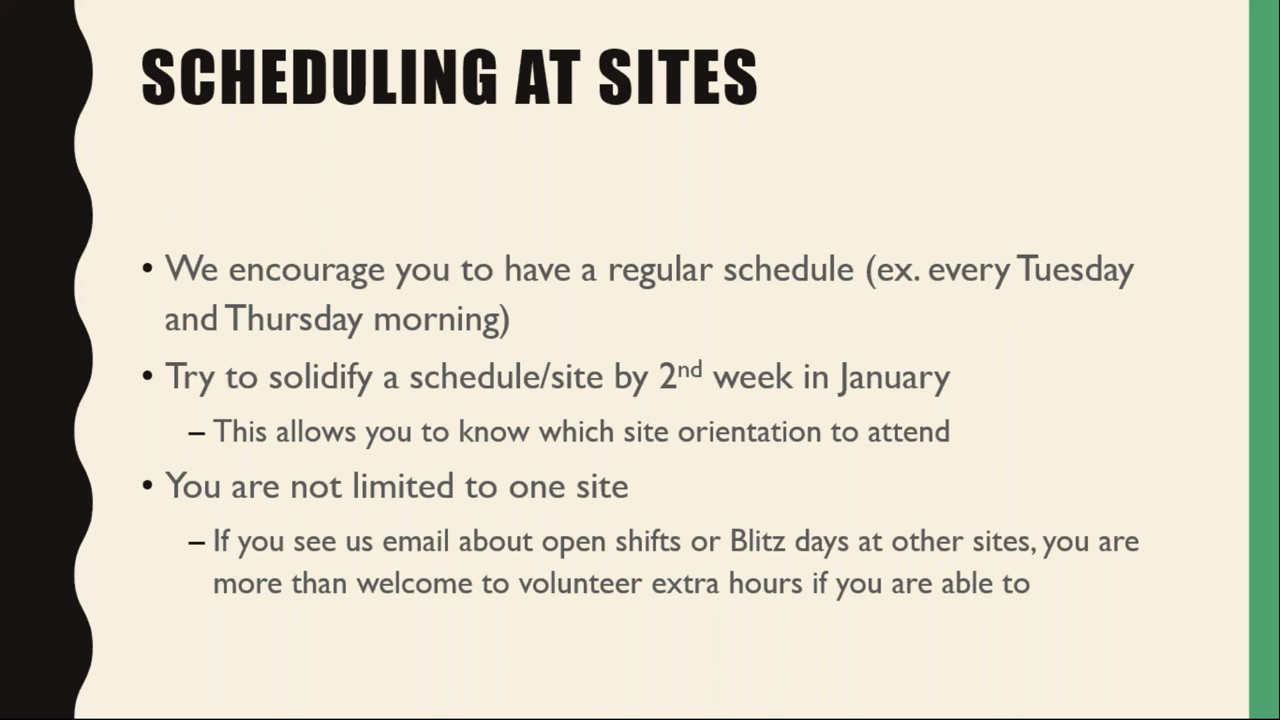 SCHEDULING AT SITES
• We encourage you to have a regular schedule (ex. every Tuesday
and Thursday morning)
• Try to solidify a schedule/site by 2nd week in January
– This allows you to know which site orientation to attend
• You are not limited to one site
– If you see us email about open shifts or Blitz days at other sites, you are
more than welcome to volunteer extra hours if you are able to